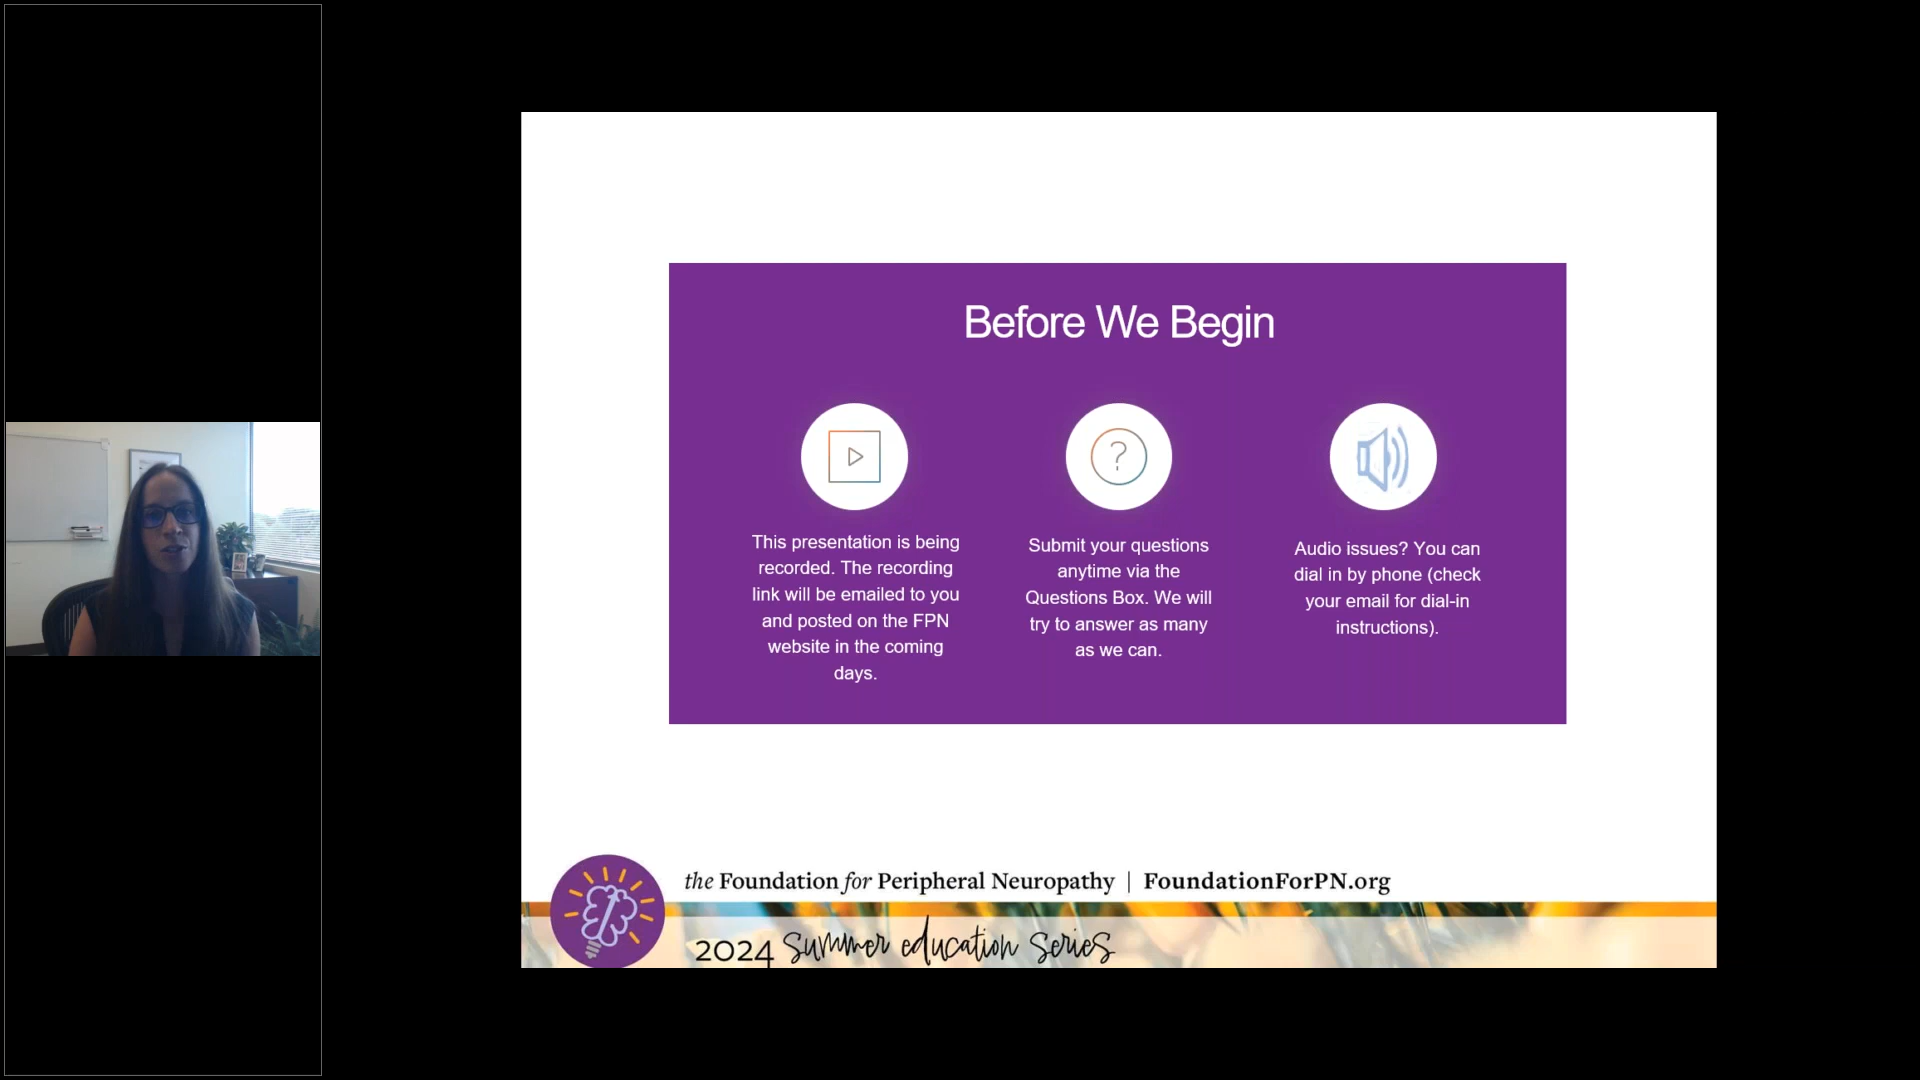 Before We Begin
This presentation is being
recorded. The recording
link will be emailed to you
and posted on the FPN
website in the coming
days.
Submit your questions
anytime via the
Questions Box. We will
try to answer as many
as we can.
Audio issues? You can
dial in by phone (check
your email for dial-in
instructions).
the Foundation for Peripheral Neuropathy | FoundationForPN.org
2024 summer education series